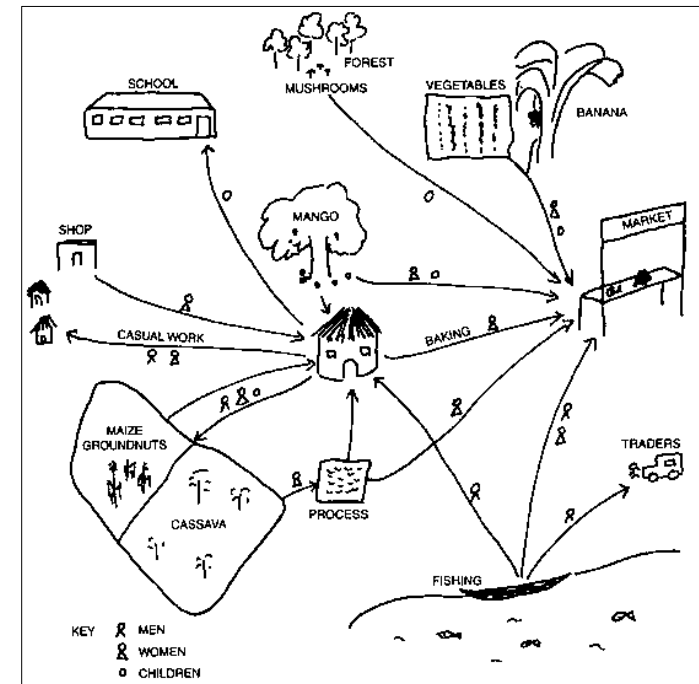 FOREST
MUSHROOMS
SCHOOL
VEGETABLES
BANANA
MANGO
MARKET
SHOP
CASUAL WORK
BAKING
MAIZE
GROUNDNUTS
CASSAVA
PROCESS
TRADERS
FISHING
KEY
MEN
WOMEN
CHILDREN